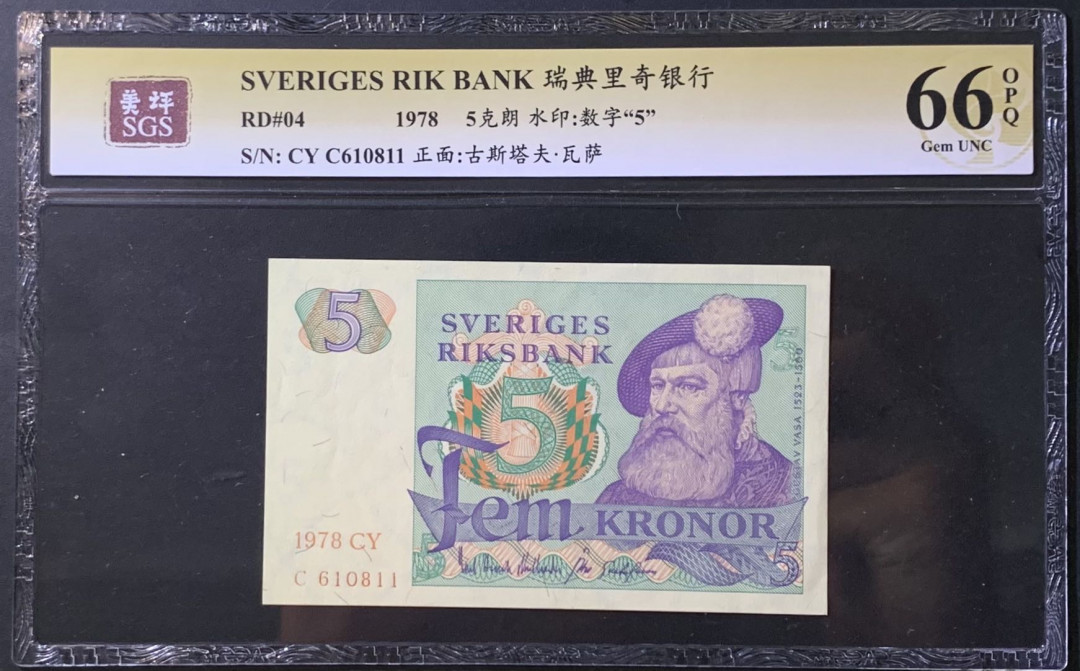 美评
SGS
SVERIGES RIK BANK 瑞典里奇银行
RD#04 1978 5克朗 水印:数字“5”
S/N: CY C610811 正面:古斯塔夫·瓦萨
66 OPQ
Gem UNC
5
SVERIGES
RIKSBANK
5
5
GUSTAV VASA 1523-1560
Fem KRONOR
1978 CY
C 610811
5
5